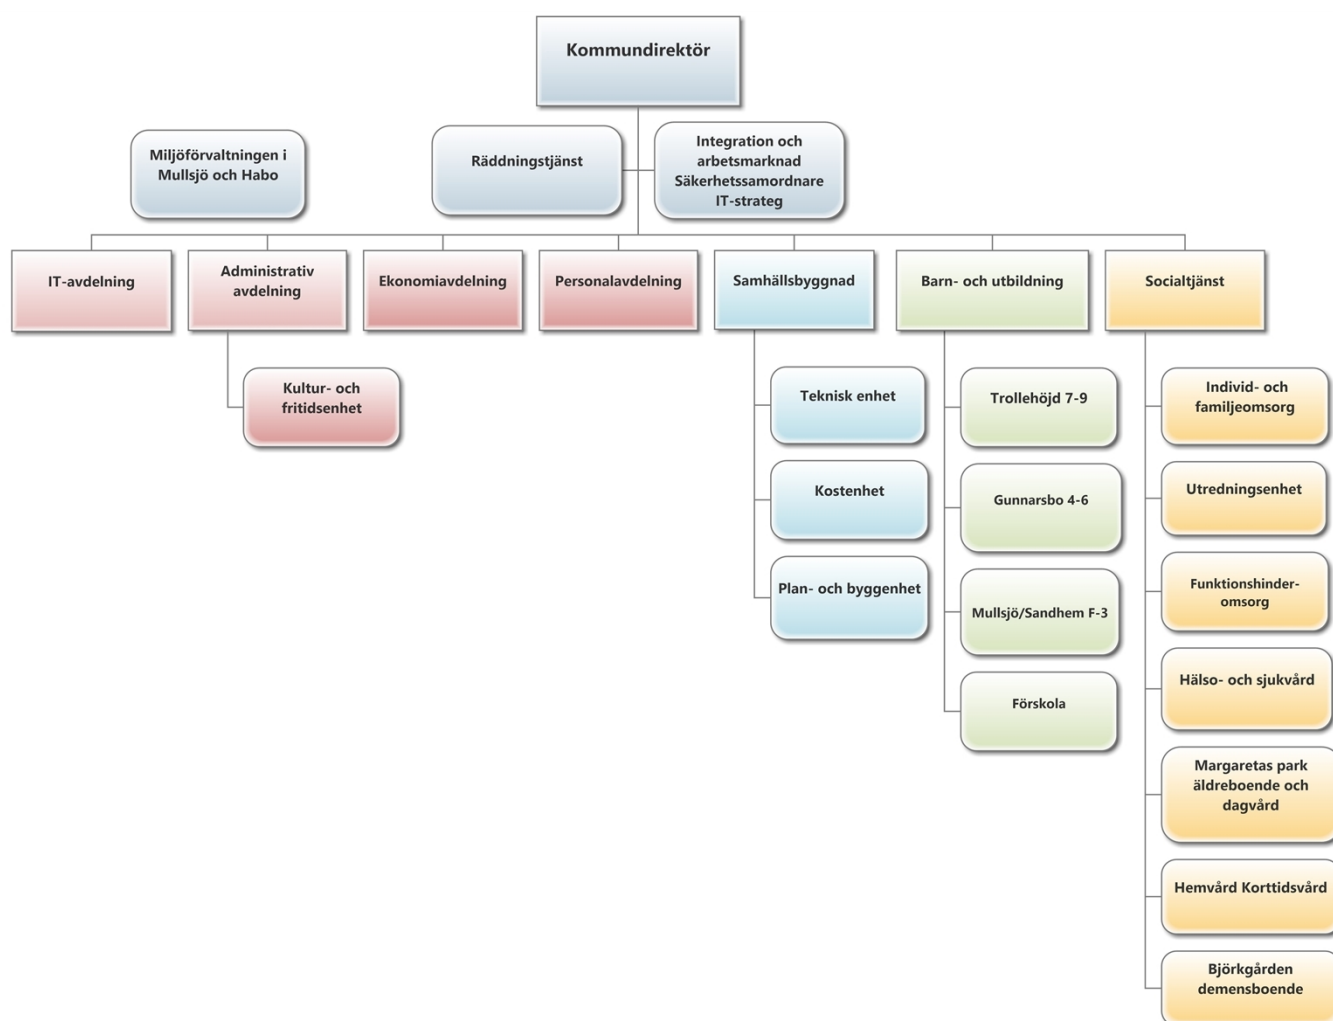 Kommundirektör
Miljöförvaltningen i
Mullsjö och Habo
Räddningstjänst
Integration och
arbetsmarknad
Säkerhetssamordnare
IT-strateg
IT-avdelning
Administrativ
avdelning
Ekonomiavdelning
Personalavdelning
Samhällsbyggnad
Barn- och utbildning
Socialtjänst
Kultur- och
fritidsenhet
Teknisk enhet
Kostenhet
Plan- och byggenhet
Trollehöjd 7-9
Gunnarsbo 4-6
Mullsjö/Sandhem F-3
Förskola
Individ- och
familjeomsorg
Utredningsenhet
Funktionshinder-
omsorg
Hälso- och sjukvård
Margaretas park
äldreboende och
dagvård
Hemvård Korttidsvård
Björkgården
demensboende